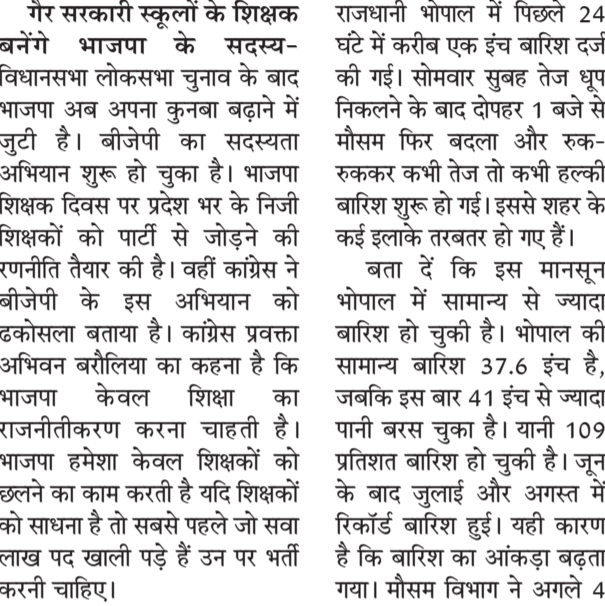 गैर सरकारी स्कूलों के शिक्षक
बनेंगे भाजपा के सदस्य-
विधानसभा लोकसभा चुनाव के बाद
भाजपा अब अपना कुनबा बढ़ाने में
जुटी है। बीजेपी का सदस्यता
अभियान शुरू हो चुका है। भाजपा
शिक्षक दिवस पर प्रदेश भर के निजी
शिक्षकों को पार्टी से जोड़ने की
रणनीति तैयार की है। वहीं कांग्रेस ने
बीजेपी के इस अभियान को
ढकोसला बताया है। कांग्रेस प्रवक्ता
अभिवन बरौलिया का कहना है कि
भाजपा केवल शिक्षा का
राजनीतीकरण करना चाहती है।
भाजपा हमेशा केवल शिक्षकों को
छलने का काम करती है यदि शिक्षकों
को साधना है तो सबसे पहले जो सवा
लाख पद खाली पड़े हैं उन पर भर्ती
करनी चाहिए।
राजधानी भोपाल में पिछले 24
घंटे में करीब एक इंच बारिश दर्ज
की गई। सोमवार सुबह तेज धूप
निकलने के बाद दोपहर 1 बजे से
मौसम फिर बदला और रुक-
रुककर कभी तेज तो कभी हल्की
बारिश शुरू हो गई। इससे शहर के
कई इलाके तरबतर हो गए हैं।
बता दें कि इस मानसून
भोपाल में सामान्य से ज्यादा
बारिश हो चुकी है। भोपाल की
सामान्य बारिश 37.6 इंच है,
जबकि इस बार 41 इंच से ज्यादा
पानी बरस चुका है। यानी 109
प्रतिशत बारिश हो चुकी है। जून
के बाद जुलाई और अगस्त में
रिकॉर्ड बारिश हुई। यही कारण
है कि बारिश का आंकड़ा बढ़ता
गया। मौसम विभाग ने अगले 4